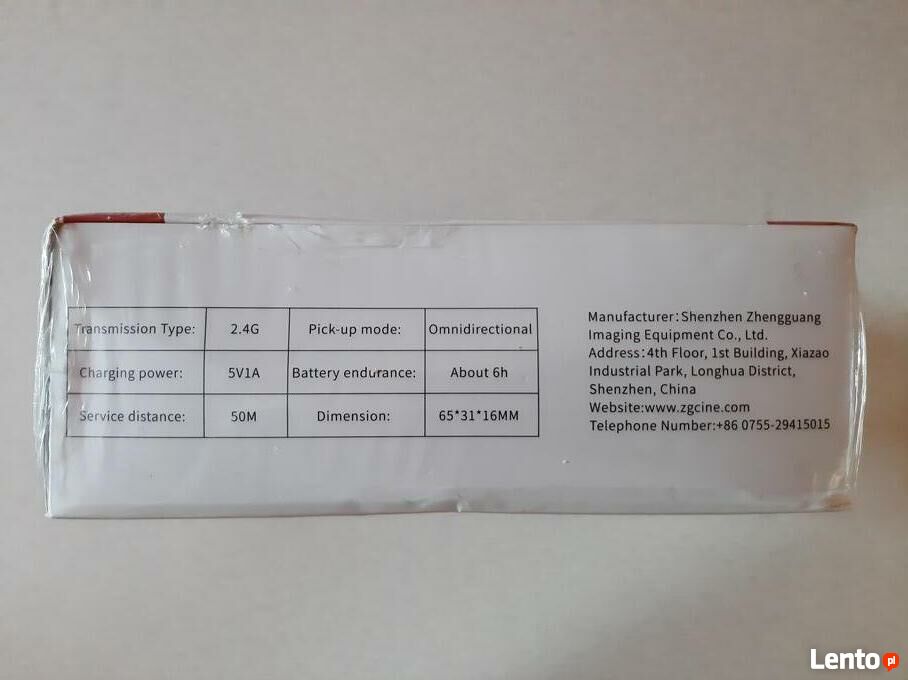 Transmission Type: 2.4G Pick-up mode: Omnidirectional
Charging power: 5V1A Battery endurance: About 6h
Service distance: 50M Dimension: 65*31*16MM
Manufacturer:Shenzhen Zhengguang
Imaging Equipment Co., Ltd.
Address:4th Floor, 1st Building, Xiazao
Industrial Park, Longhua District,
Shenzhen, China
Website:www.zgcine.com
Telephone Number:+86 0755-29415015
Lento pl